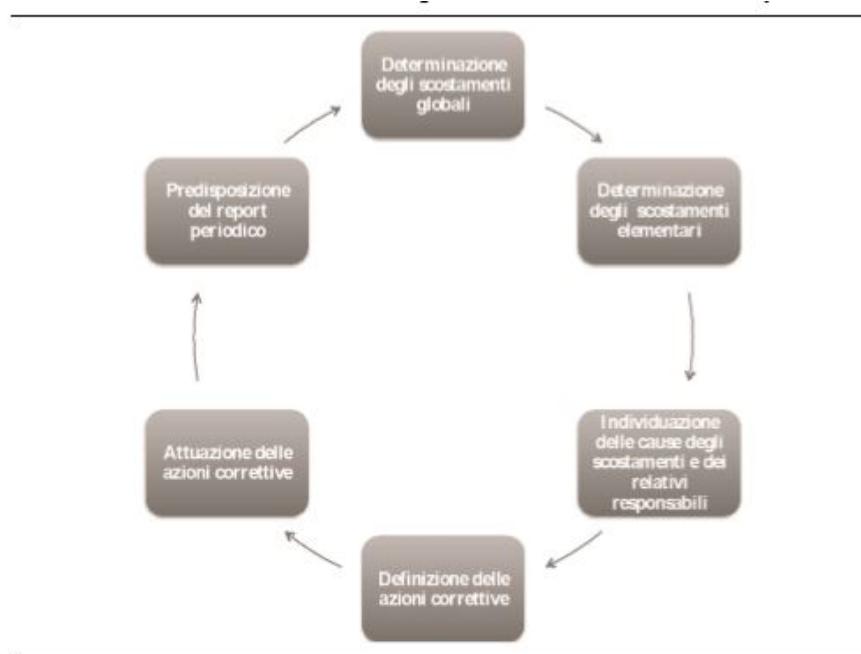 Determinazione
degli scostamenti
globali
Determinazione
degli scostamenti
elementari
Individuazione
delle cause degli
scostamenti e dei
relativi
responsabili
Definizione delle
azioni correttive
Attuazione delle
azioni correttive
Predisposizione
del report
periodico